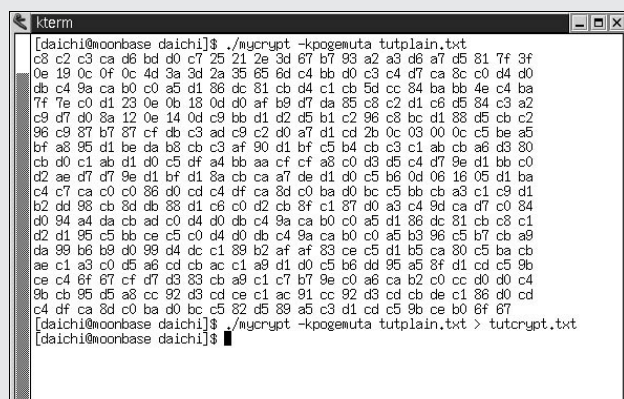 kterm
[daichi@moonbase daichi]$ ./mycrypt -kpogemuta tutplain.txt
c8 c2 c3 ca d6 bd d0 c7 25 21 2e 3d 67 b7 93 a2 a3 d6 a7 d5 81 7f 3f
0e 19 0c 0f 0c 4d 3a 3d 2a 35 65 6d c4 bb d0 c3 c4 d7 ca 8c c0 d4 d0
db c4 9a ca b0 c0 a5 d1 86 dc 81 cb d4 c1 cb 5d cc 84 ba bb 4e c4 ba
7f 7e c0 d1 23 0e 0b 18 0d d0 af b9 d7 da 85 c8 c2 d1 c6 d5 84 c3 a2
c9 d7 d0 8a 12 0e 14 0d c9 bb d1 d2 d5 b1 c2 96 c8 bc d1 88 d5 cb c2
96 c9 87 b7 87 cf db c3 ad c9 c2 d0 a7 d1 cd 2b 0c 03 00 0c c5 be a5
bf a8 95 d1 be da b8 cb c3 af 90 d1 bf c5 b4 cb c3 c1 ab cb a6 d3 80
cb d0 c1 ab d1 d0 c5 df a4 bb aa cf cf a8 c0 d3 d5 c4 d7 9e d1 bb c0
d2 ae d7 d7 9e d1 bf d1 8a cb ca a7 de d1 d0 c5 b6 0d 06 16 05 d1 ba
c4 c7 ca c0 c0 86 d0 cd c4 df ca 8d c0 ba d0 bc c5 bb cb a3 c1 c9 d1
b2 dd 98 cb 8d db 88 d1 c6 c0 d2 cb 8f c1 87 d0 a3 c4 9d ca d7 c0 84
d0 94 a4 da cb ad c0 d4 d0 db c4 9a ca b0 c0 a5 d1 86 dc 81 cb c8 c1
d2 d1 95 c5 bb ce c5 c0 d4 d0 db c4 9a ca b0 c0 a5 b3 96 c5 b7 cb a9
da 99 b6 b9 d0 99 d4 dc c1 89 b2 af af 83 ce c5 d1 b5 ca 80 c5 ba cb
ae c1 a3 c0 d5 a6 cd cb ac c1 a9 d1 d0 c5 b6 dd 95 a5 8f d1 cd c5 9b
ce c4 6f 67 cf d7 d3 83 cb a9 c1 c7 b7 9e c0 a6 ca b2 c0 cc d0 d0 c4
9b cb 95 d5 a8 cc 92 d3 cd ce c1 ac 91 cc 92 d3 cd cb de c1 86 d0 cd
c4 df ca 8d c0 ba d0 bc c5 82 d5 89 a5 c3 d1 cd c5 9b ce b0 6f 67
[daichi@moonbase daichi]$ ./mycrypt -kpogemuta tutplain.txt > tutcrypt.txt
[daichi@moonbase daichi]$